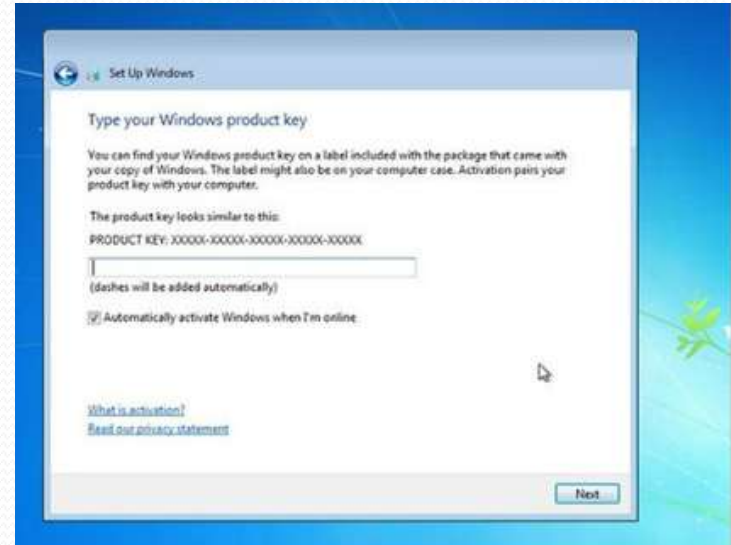 Set Up Windows
Type your Windows product key
You can find your Windows product key on a label included with the package that came with
your copy of Windows. The label might also be on your computer case. Activation pairs your
product key with your computer.
The product key looks similar to this:
PRODUCT KEY: XXXXX-XXXXX-XXXXX-XXXXX-XXXXX
(dashes will be added automatically)
Automatically activate Windows when I'm online
What is activation?
Read our privacy statement
Next